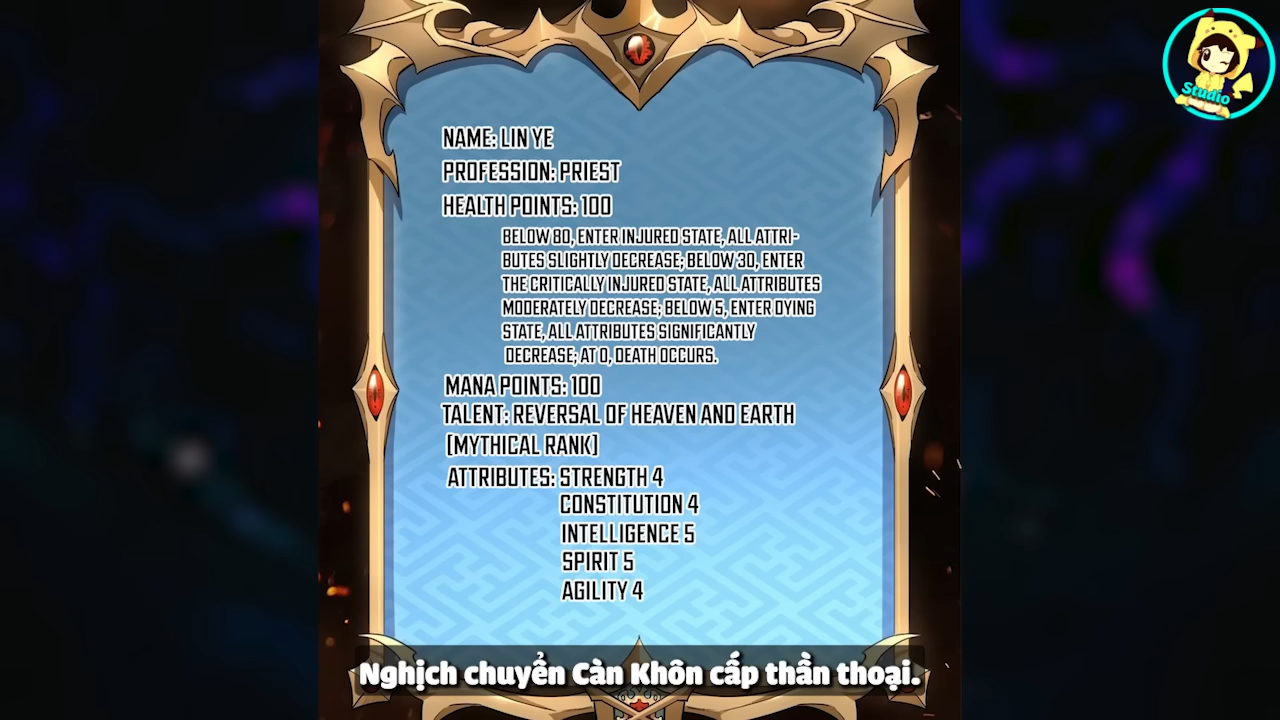 Studio
NAME: LIN YE
PROFESSION: PRIEST
HEALTH POINTS: 100
BELOW 80, ENTER INJURED STATE, ALL ATTRI-
BUTES SLIGHTLY DECREASE; BELOW 30, ENTER
THE CRITICALLY INJURED STATE, ALL ATTRIBUTES
MODERATELY DECREASE; BELOW 5, ENTER DYING
STATE, ALL ATTRIBUTES SIGNIFICANTLY
DECREASE; AT 0, DEATH OCCURS.
MANA POINTS: 100
TALENT: REVERSAL OF HEAVEN AND EARTH
[MYTHICAL RANK]
ATTRIBUTES: STRENGTH 4
CONSTITUTION 4
INTELLIGENCE 5
SPIRIT 5
AGILITY 4
Nghịch chuyển Càn Khôn cấp thần thoại.